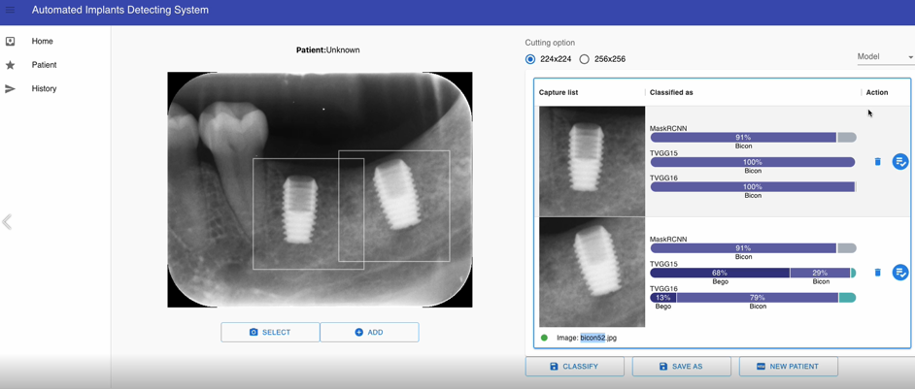 Automated Implants Detecting System
Home
Patient
History
Patient:Unknown
SELECT
ADD
Cutting option
224x224
256x256
Model
Capture list
Classified as
Action
MaskRCNN
91%
Bicon
TVGG15
100%
Bicon
TVGG16
100%
Bicon
MaskRCNN
91%
Bicon
TVGG15
68% 29%
Bego Bicon
TVGG16
13% 79%
Bego Bicon
Image: bicon52.jpg
CLASSIFY
SAVE AS
NEW PATIENT